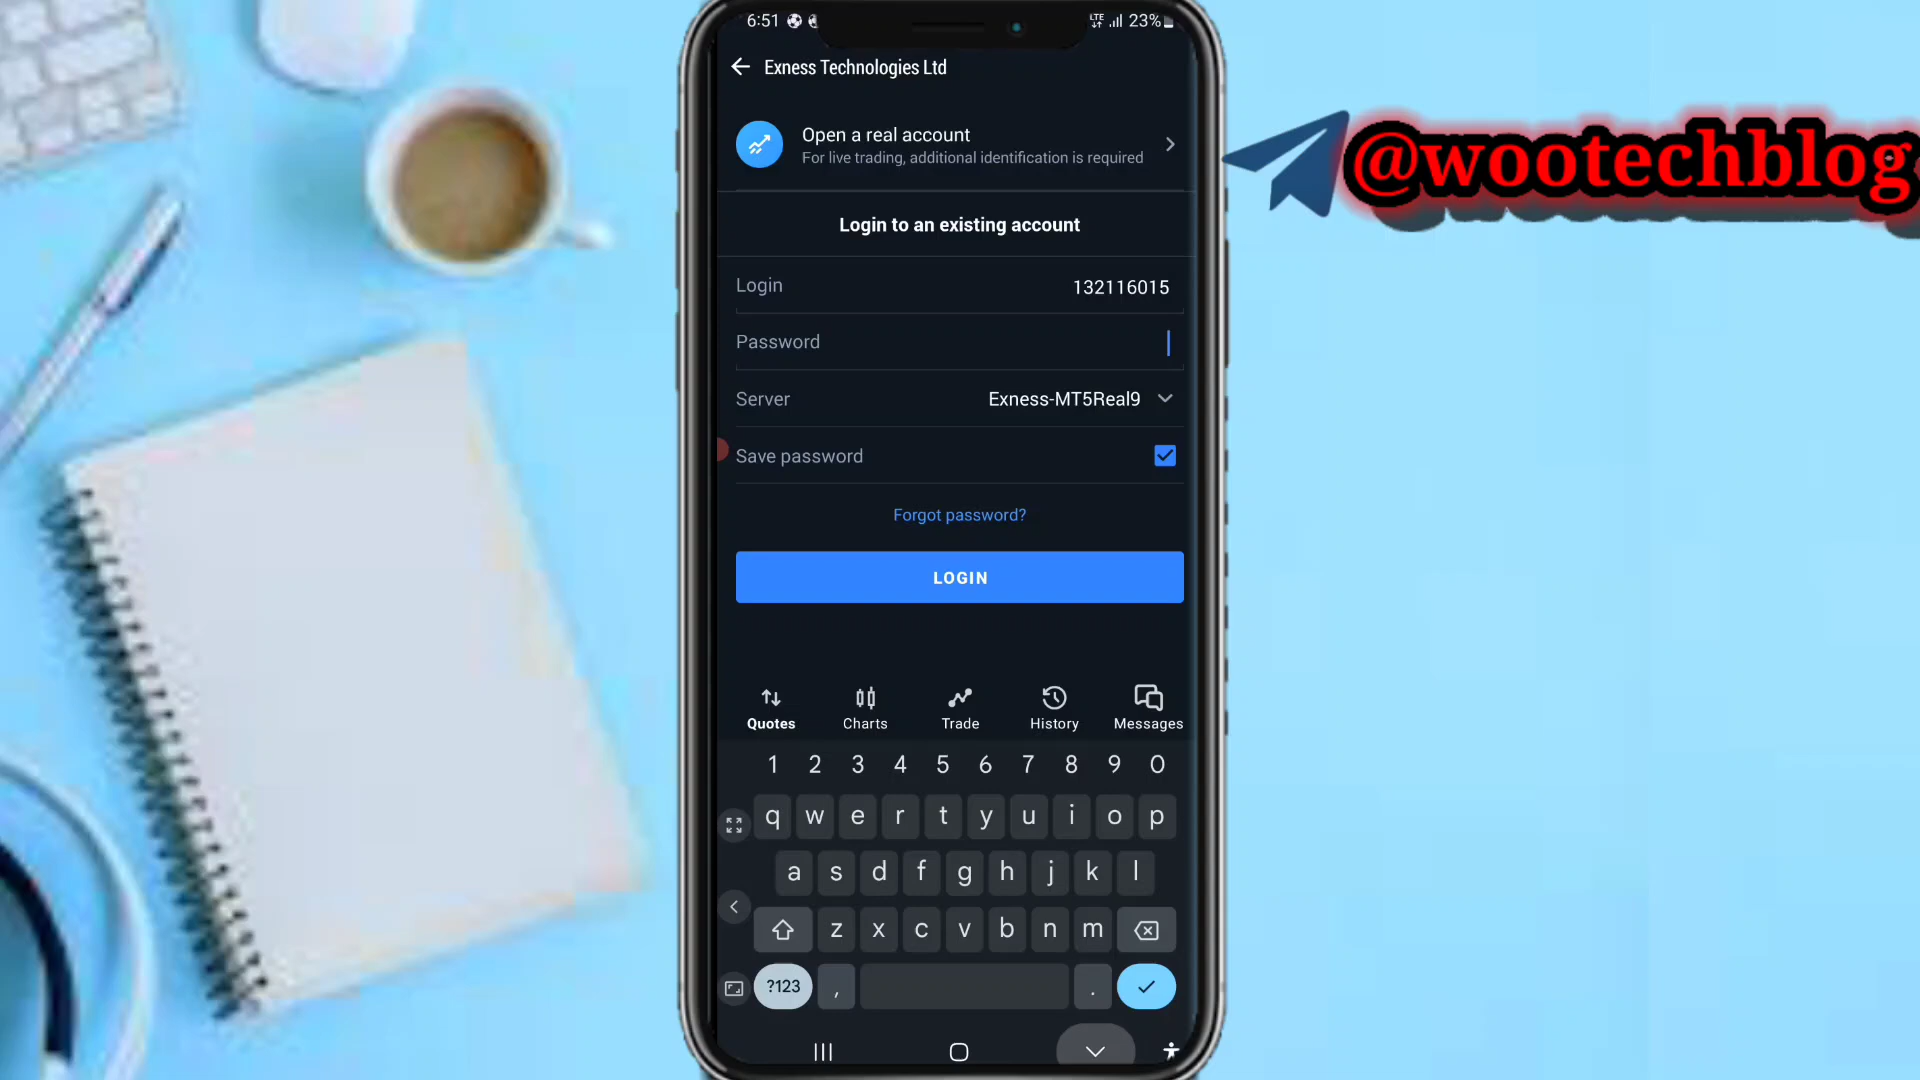 6:51
LTE 23%
Exness Technologies Ltd
Open a real account
For live trading, additional identification is required
@wootechblog
Login to an existing account
Login 132116015
Password
Server Exness-MT5Real9
Save password
Forgot password?
LOGIN
Quotes Charts Trade History Messages
1 2 3 4 5 6 7 8 9 0
q w e r t y u i o p
a s d f g h j k l
z x c v b n m
?123 , .